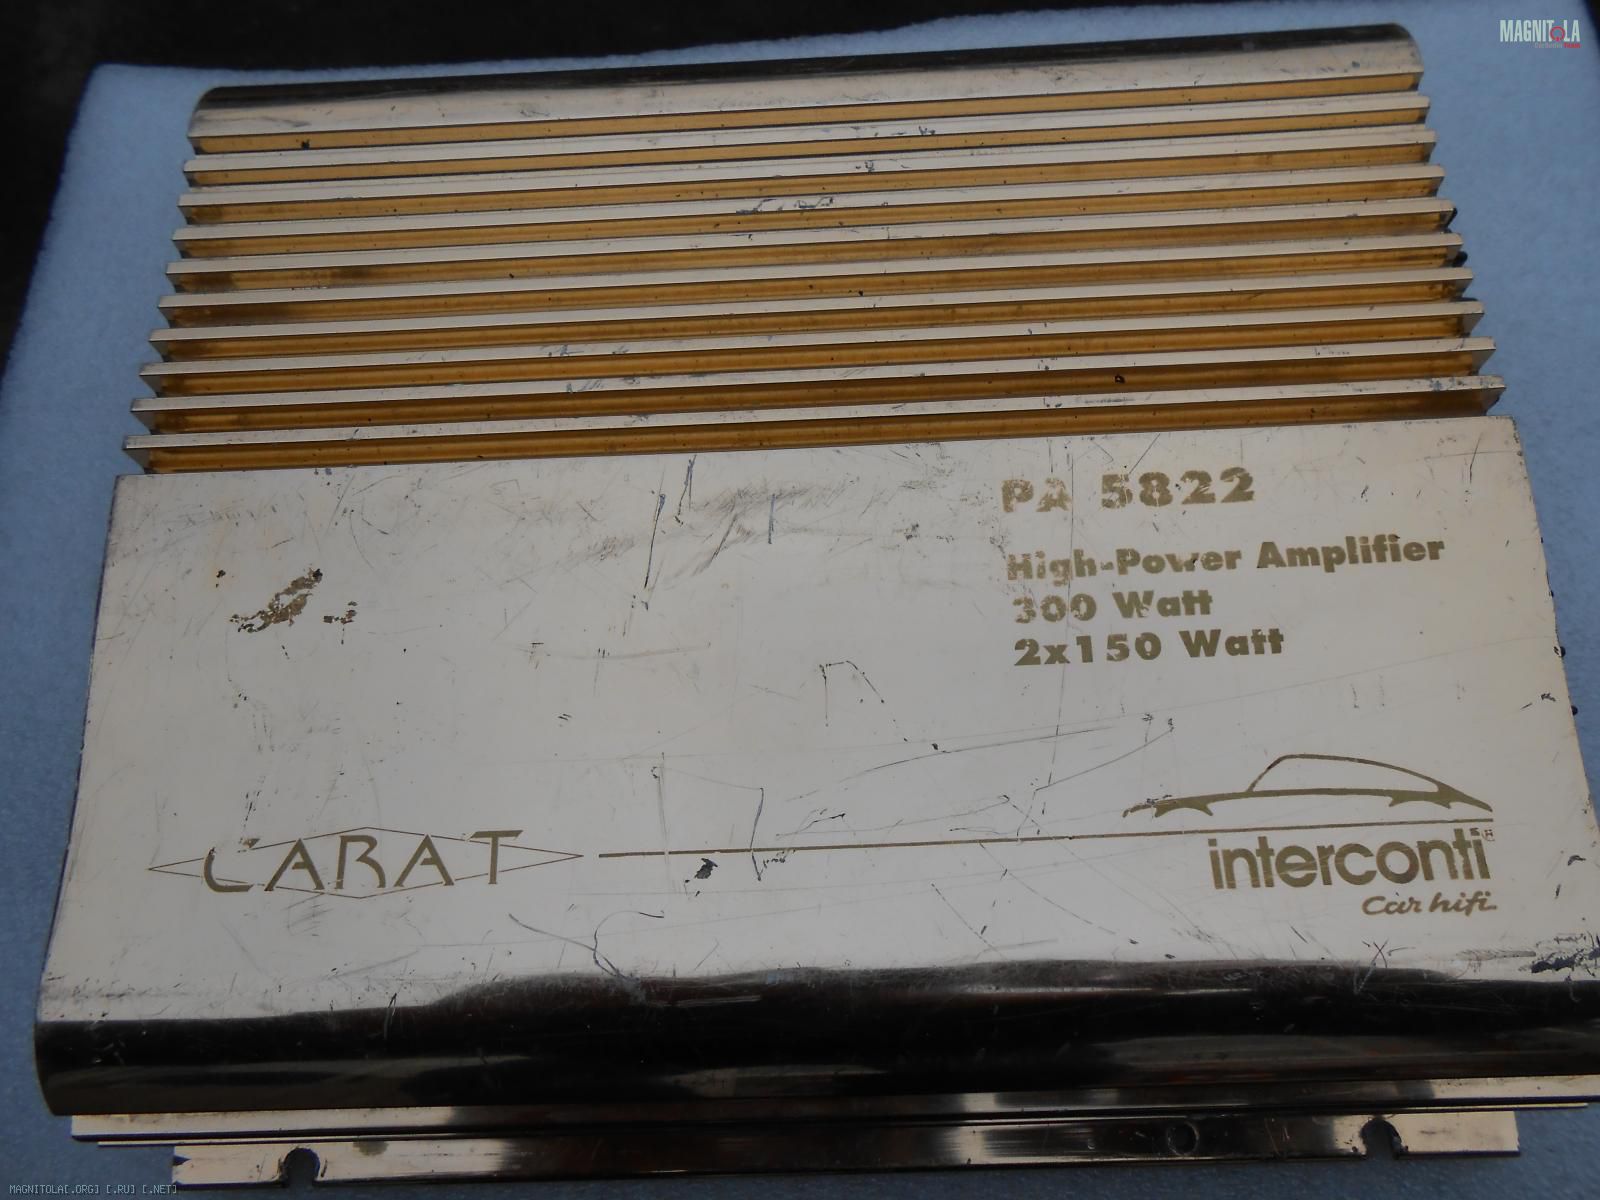 MAGNITOLA
PA 5822
High-Power Amplifier
300 Watt
2x150 Watt
CARAT
interconti®
Car hifi
MAGNITOLA[.ORG] [.RU] [.NET]